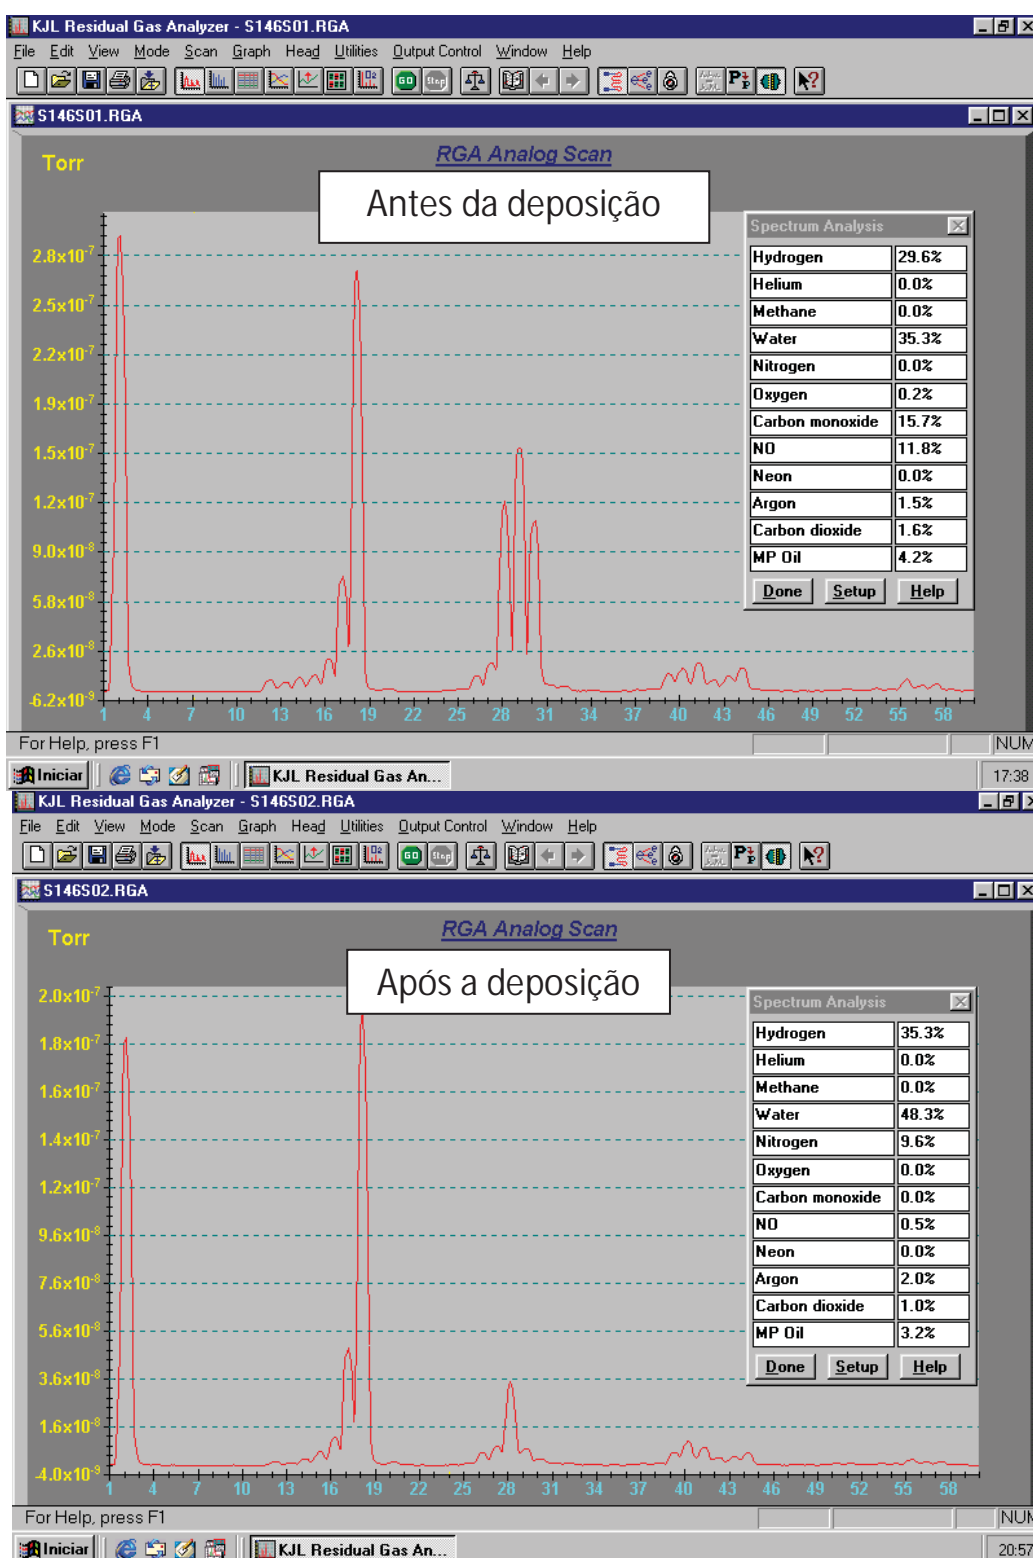 KJL Residual Gas Analyzer - S146S01.RGA
File Edit View Mode Scan Graph Head Utilities Output Control Window Help
GO Stop
S146S01.RGA
Torr
RGA Analog Scan
Antes da deposição
Spectrum Analysis
Hydrogen 29.6%
Helium 0.0%
Methane 0.0%
Water 35.3%
Nitrogen 0.0%
Oxygen 0.2%
Carbon monoxide 15.7%
NO 11.8%
Neon 0.0%
Argon 1.5%
Carbon dioxide 1.6%
MP Oil 4.2%
Done Setup Help
2.8x10⁻⁷
2.5x10⁻⁷
2.2x10⁻⁷
1.9x10⁻⁷
1.5x10⁻⁷
1.2x10⁻⁷
9.0x10⁻⁸
5.8x10⁻⁸
2.6x10⁻⁸
-6.2x10⁻⁹
1 4 7 10 13 16 19 22 25 28 31 34 37 40 43 46 49 52 55 58
For Help, press F1
NUM
Iniciar KJL Residual Gas An... 17:38
KJL Residual Gas Analyzer - S146S02.RGA
File Edit View Mode Scan Graph Head Utilities Output Control Window Help
GO Stop
S146S02.RGA
Torr
RGA Analog Scan
Após a deposição
Spectrum Analysis
Hydrogen 35.3%
Helium 0.0%
Methane 0.0%
Water 48.3%
Nitrogen 9.6%
Oxygen 0.0%
Carbon monoxide 0.0%
NO 0.5%
Neon 0.0%
Argon 2.0%
Carbon dioxide 1.0%
MP Oil 3.2%
Done Setup Help
2.0x10⁻⁷
1.8x10⁻⁷
1.6x10⁻⁷
1.4x10⁻⁷
1.2x10⁻⁷
9.6x10⁻⁸
7.6x10⁻⁸
5.6x10⁻⁸
3.6x10⁻⁸
1.6x10⁻⁸
-4.0x10⁻⁹
1 4 7 10 13 16 19 22 25 28 31 34 37 40 43 46 49 52 55 58
For Help, press F1
NUM
Iniciar KJL Residual Gas An... 20:57